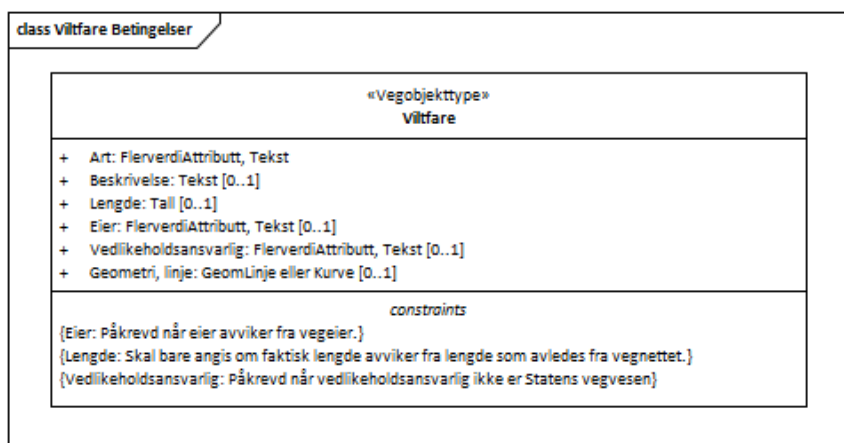 class Viltfare Betingelser
«Vegobjekttype»
Viltfare
+ Art: FlerverdiAttributt, Tekst
+ Beskrivelse: Tekst [0..1]
+ Lengde: Tall [0..1]
+ Eier: FlerverdiAttributt, Tekst [0..1]
+ Vedlikeholdsansvarlig: FlerverdiAttributt, Tekst [0..1]
+ Geometri, linje: GeomLinje eller Kurve [0..1]
constraints
{Eier: Påkrevd når eier avviker fra vegeier.}
{Lengde: Skal bare angis om faktisk lengde avviker fra lengde som avledes fra vegnettet.}
{Vedlikeholdsansvarlig: Påkrevd når vedlikeholdsansvarlig ikke er Statens vegvesen}